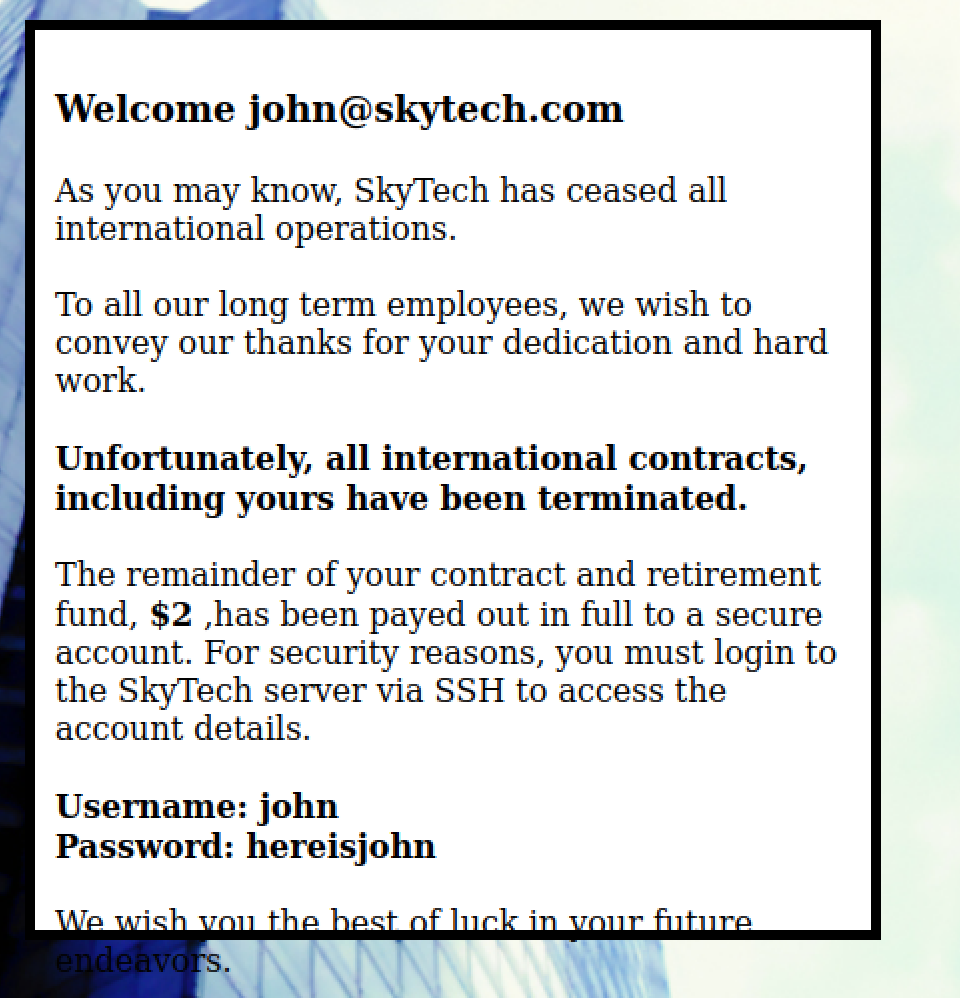 Welcome john@skytech.com
As you may know, SkyTech has ceased all
international operations.
To all our long term employees, we wish to
convey our thanks for your dedication and hard
work.
Unfortunately, all international contracts,
including yours have been terminated.
The remainder of your contract and retirement
fund, $2 ,has been payed out in full to a secure
account. For security reasons, you must login to
the SkyTech server via SSH to access the
account details.
Username: john
Password: hereisjohn
We wish you the best of luck in your future
endeavors.